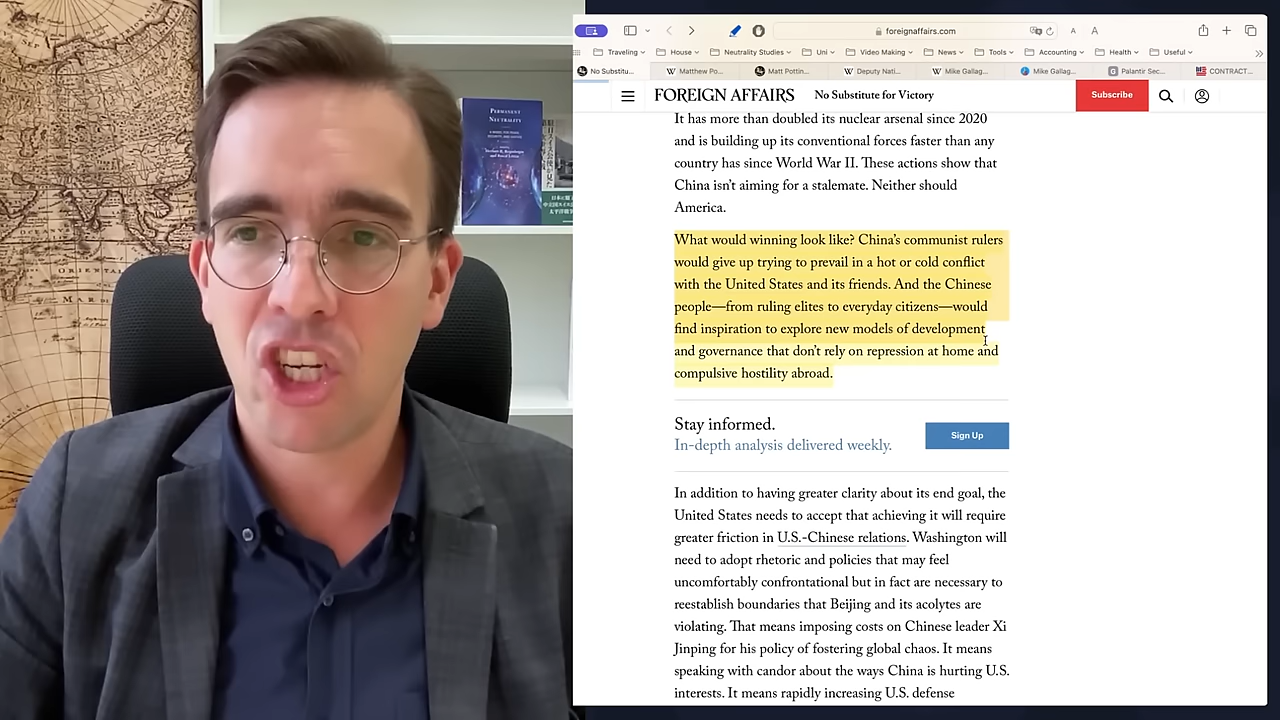 PERMANENT
NEUTRALITY
foreignaffairs.com
A A
Traveling
House
Neutrality Studies
Uni
Video Making
News
Tools
Accounting
Health
Useful
No Substitu...
Matthew Po...
Matt Pottin...
Deputy Nati...
Mike Gallag...
Mike Gallag...
Palantir Sec...
CONTRACT...
FOREIGN AFFAIRS
No Substitute for Victory
Subscribe
It has more than doubled its nuclear arsenal since 2020
and is building up its conventional forces faster than any
country has since World War II. These actions show that
China isn’t aiming for a stalemate. Neither should
America.
What would winning look like? China’s communist rulers
would give up trying to prevail in a hot or cold conflict
with the United States and its friends. And the Chinese
people—from ruling elites to everyday citizens—would
find inspiration to explore new models of development
and governance that don’t rely on repression at home and
compulsive hostility abroad.
Stay informed.
In-depth analysis delivered weekly.
Sign Up
In addition to having greater clarity about its end goal, the
United States needs to accept that achieving it will require
greater friction in U.S.-Chinese relations. Washington will
need to adopt rhetoric and policies that may feel
uncomfortably confrontational but in fact are necessary to
reestablish boundaries that Beijing and its acolytes are
violating. That means imposing costs on Chinese leader Xi
Jinping for his policy of fostering global chaos. It means
speaking with candor about the ways China is hurting U.S.
interests. It means rapidly increasing U.S. defense